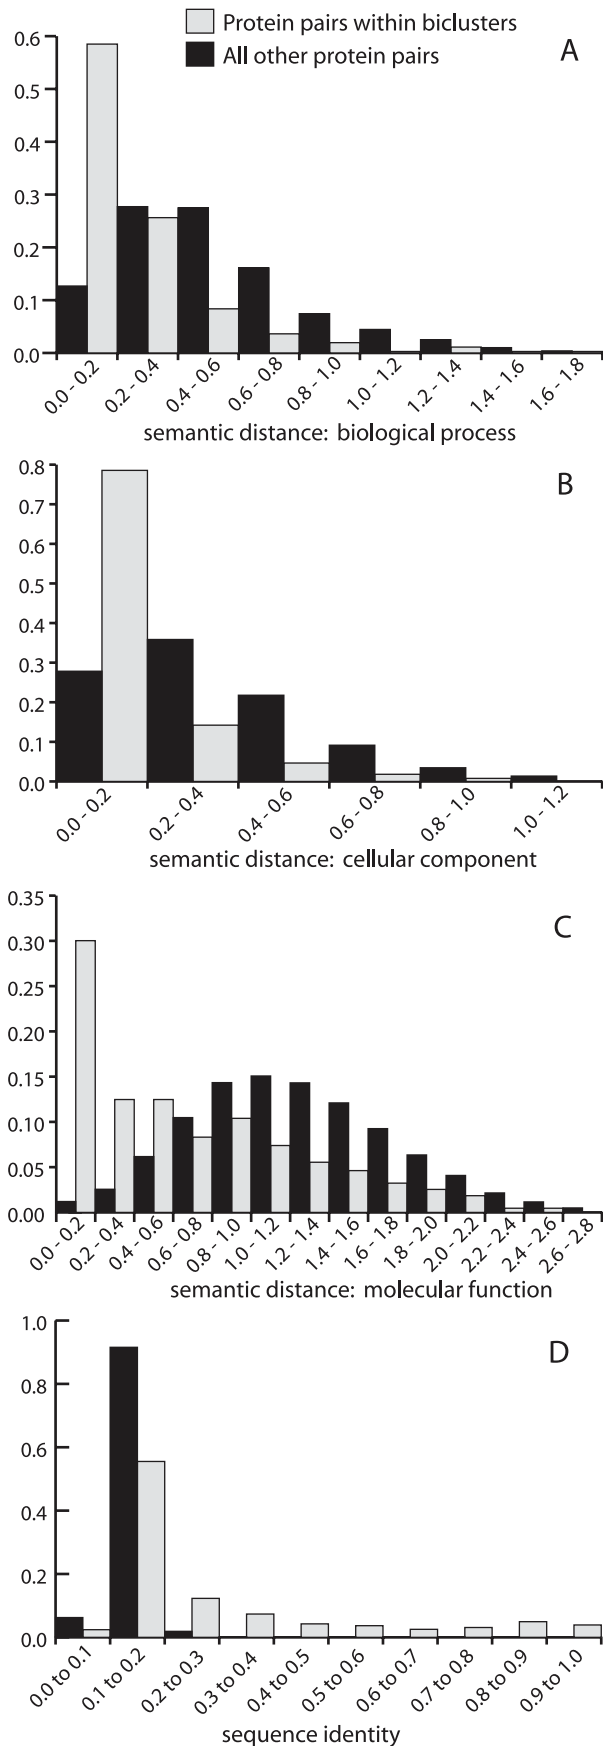 Protein pairs within biclusters
All other protein pairs
A
0.6
0.5
0.4
0.3
0.2
0.1
0.0
0.0 - 0.2
0.2 - 0.4
0.4 - 0.6
0.6 - 0.8
0.8 - 1.0
1.0 - 1.2
1.2 - 1.4
1.4 - 1.6
1.6 - 1.8
semantic distance: biological process
B
0.8
0.7
0.6
0.5
0.4
0.3
0.2
0.1
0.0
0.0 - 0.2
0.2 - 0.4
0.4 - 0.6
0.6 - 0.8
0.8 - 1.0
1.0 - 1.2
semantic distance: cellular component
C
0.35
0.30
0.25
0.20
0.15
0.10
0.05
0.00
0.0 - 0.2
0.2 - 0.4
0.4 - 0.6
0.6 - 0.8
0.8 - 1.0
1.0 - 1.2
1.2 - 1.4
1.4 - 1.6
1.6 - 1.8
1.8 - 2.0
2.0 - 2.2
2.2 - 2.4
2.4 - 2.6
2.6 - 2.8
semantic distance: molecular function
D
1.0
0.8
0.6
0.4
0.2
0.0
0.0 to 0.1
0.1 to 0.2
0.2 to 0.3
0.3 to 0.4
0.4 to 0.5
0.5 to 0.6
0.6 to 0.7
0.7 to 0.8
0.8 to 0.9
0.9 to 1.0
sequence identity